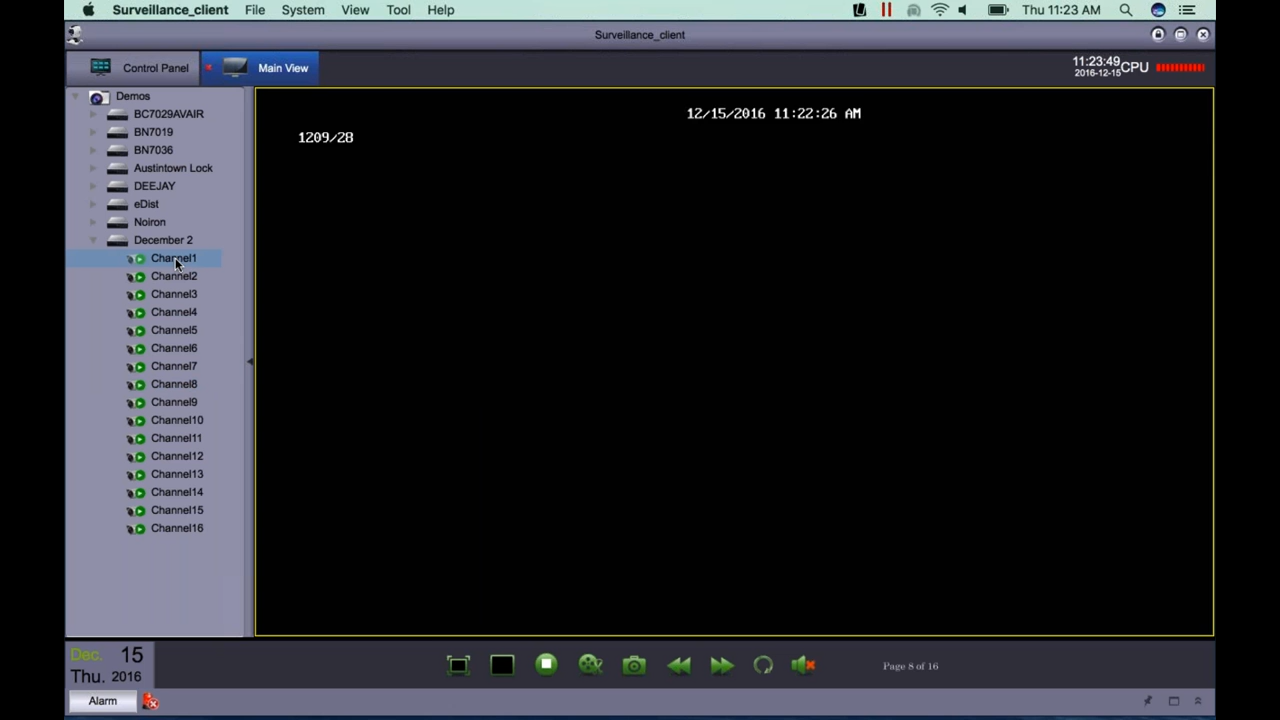 Surveillance_client File System View Tool Help Thu 11:23 AM
Surveillance_client
Control Panel Main View 11:23:49 CPU
2016-12-15
Demos
BC7029AVAIR
BN7019
BN7036
Austintown Lock
DEEJAY
eDist
Noiron
December 2
Channel1
Channel2
Channel3
Channel4
Channel5
Channel6
Channel7
Channel8
Channel9
Channel10
Channel11
Channel12
Channel13
Channel14
Channel15
Channel16
12/15/2016 11:22:26 AM
1209/28
Dec. 15
Thu. 2016
Page 8 of 16
Alarm